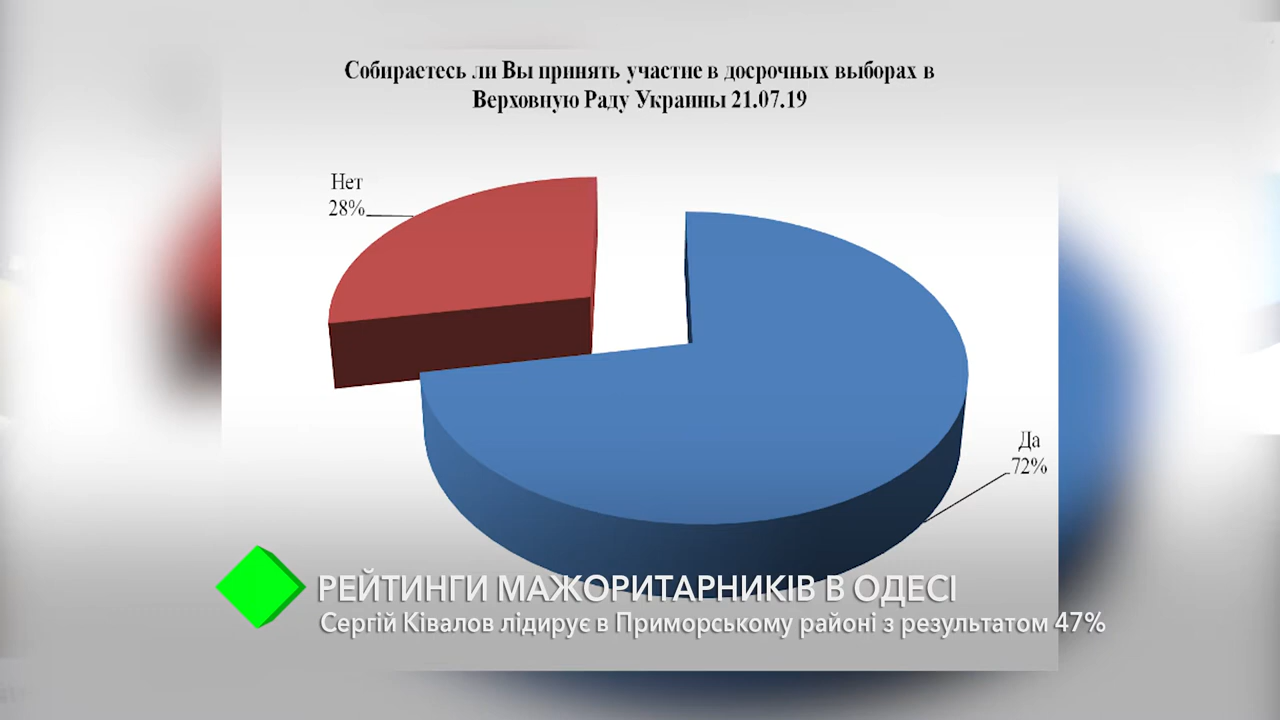 Собираетесь ли Вы принять участие в досрочных выборах в
Верховную Раду Украины 21.07.19
Нет
28%
Да
72%
РЕЙТИНГИ МАЖОРИТАРНИКІВ В ОДЕСІ
Сергій Ківалов лідирує в Приморському районі з результатом 47%